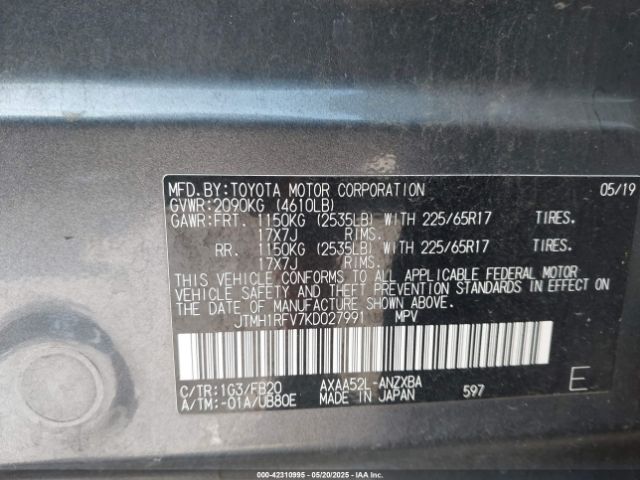 MFD.BY:TOYOTA MOTOR CORPORATION 05/19
GVWR:2090KG (4610LB)
GAWR:FRT. 1150KG (2535LB) WITH 225/65R17 TIRES.
17X7J RIMS.
RR. 1150KG (2535LB) WITH 225/65R17 TIRES.
17X7J RIMS.
THIS VEHICLE CONFORMS TO ALL APPLICABLE FEDERAL MOTOR
VEHICLE SAFETY AND THEFT PREVENTION STANDARDS IN EFFECT ON
THE DATE OF MANUFACTURE SHOWN ABOVE.
JTMH1RFV7KD027991 MPV
C/TR:1G3/FB20 AXAA52L-ANZXBA
A/TM:-01A/UB80E MADE IN JAPAN 597 E
000-42310995 - 05/20/2025 - IAA INC.